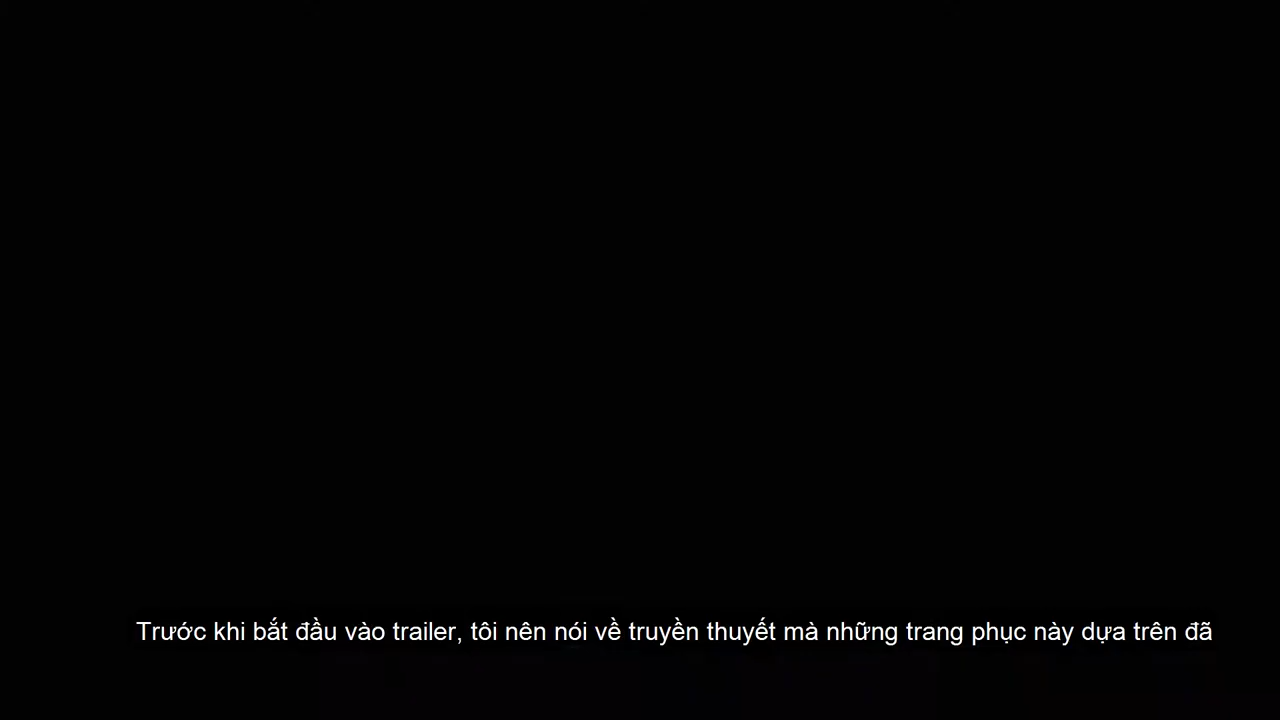 Trước khi bắt đầu vào trailer, tôi nên nói về truyền thuyết mà những trang phục này dựa trên đã